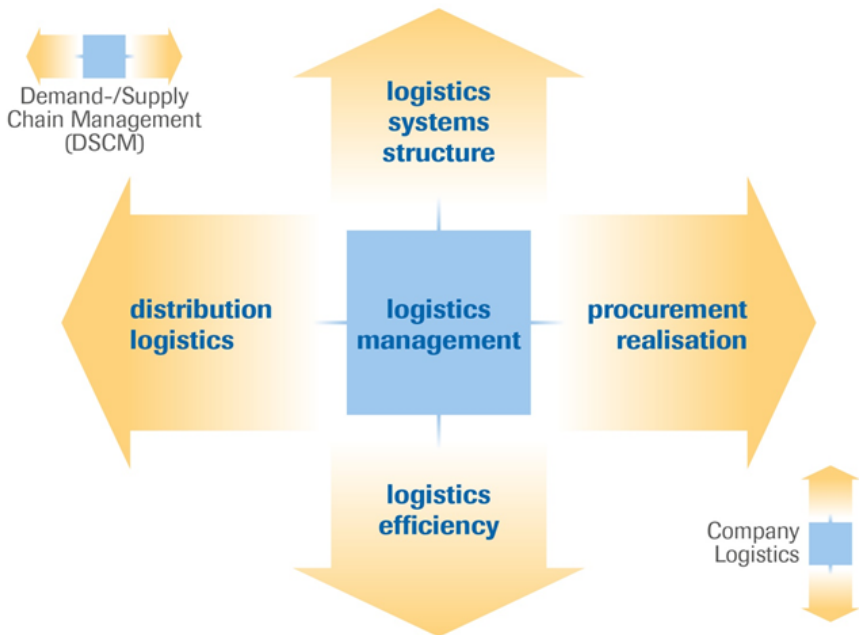 Demand-/Supply
Chain Management
(DSCM)
logistics
systems
structure
distribution
logistics
logistics
management
procurement
realisation
logistics
efficiency
Company
Logistics